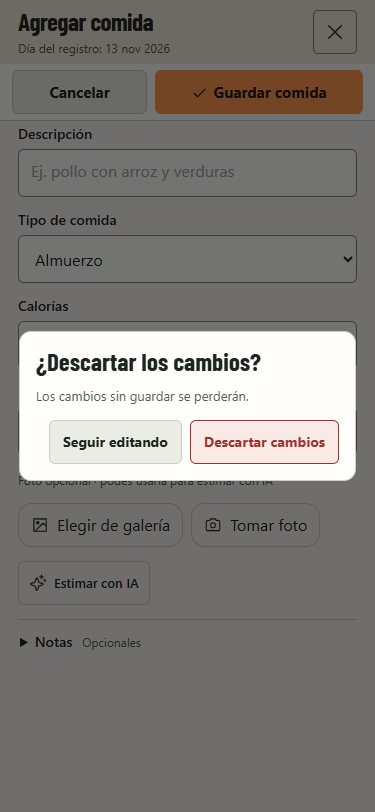 Agregar comida
Día del registro: 13 nov 2026
Cancelar
Guardar comida
Descripción
Ej. pollo con arroz y verduras
Tipo de comida
Almuerzo
Calorías
¿Descartar los cambios?
Los cambios sin guardar se perderán.
Seguir editando
Descartar cambios
Foto opcional · podés usarla para estimar con IA
Elegir de galería
Tomar foto
Estimar con IA
Notas Opcionales